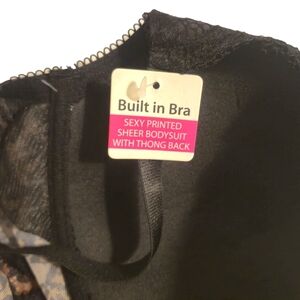 Built in Bra
SEXY PRINTED
SHEER BODYSUIT
WITH THONG BACK